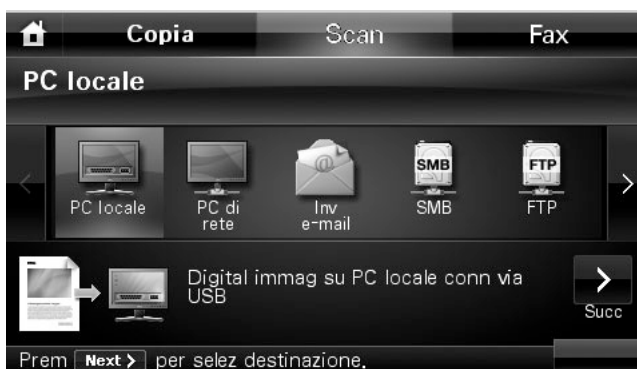 Copia Scan Fax
PC locale
PC locale PC di rete Inv e-mail SMB SMB FTP FTP
Digital immag su PC locale conn via
USB
Succ
Prem Next > per selez destinazione.